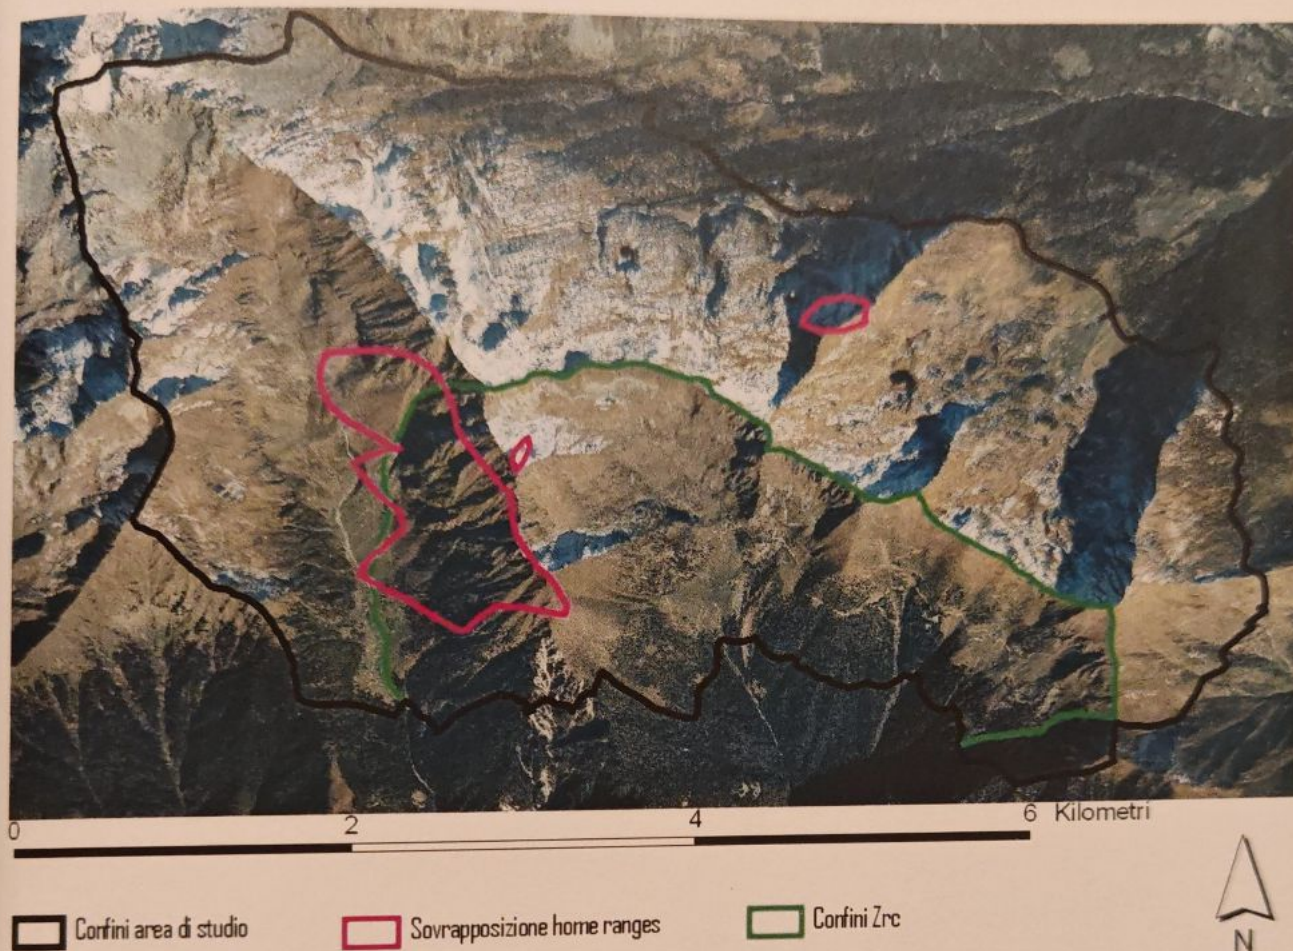 0 2 4 6 Kilometri
Confini area di studio Sovrapposizione home ranges Confini Zrc
N